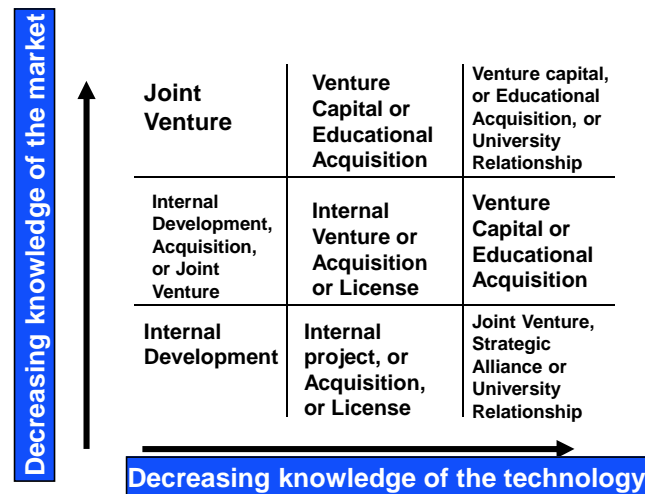 Decreasing knowledge of the market
Joint
Venture
Venture
Capital or
Educational
Acquisition
Venture capital,
or Educational
Acquisition, or
University
Relationship
Internal
Development,
Acquisition,
or Joint
Venture
Internal
Venture or
Acquisition
or License
Venture
Capital or
Educational
Acquisition
Internal
Development
Internal
project, or
Acquisition,
or License
Joint Venture,
Strategic
Alliance or
University
Relationship
Decreasing knowledge of the technology